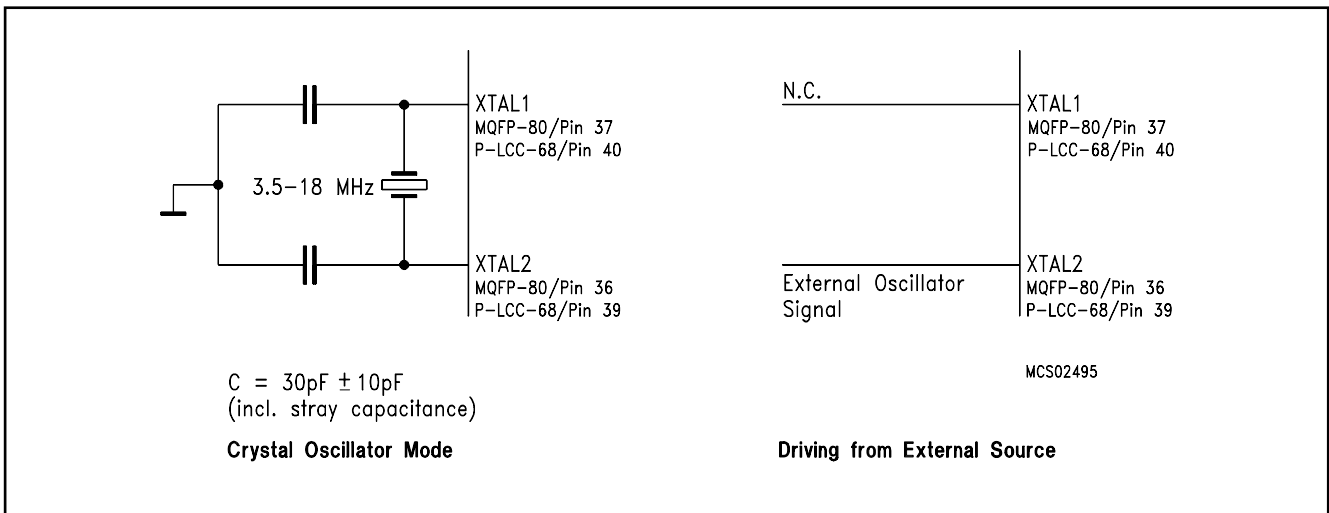 XTAL1
MQFP-80/Pin 37
P-LCC-68/Pin 40
3.5-18 MHz
XTAL2
MQFP-80/Pin 36
P-LCC-68/Pin 39
C = 30pF ± 10pF
(incl. stray capacitance)
Crystal Oscillator Mode
N.C.
XTAL1
MQFP-80/Pin 37
P-LCC-68/Pin 40
External Oscillator
Signal
XTAL2
MQFP-80/Pin 36
P-LCC-68/Pin 39
MCS02495
Driving from External Source